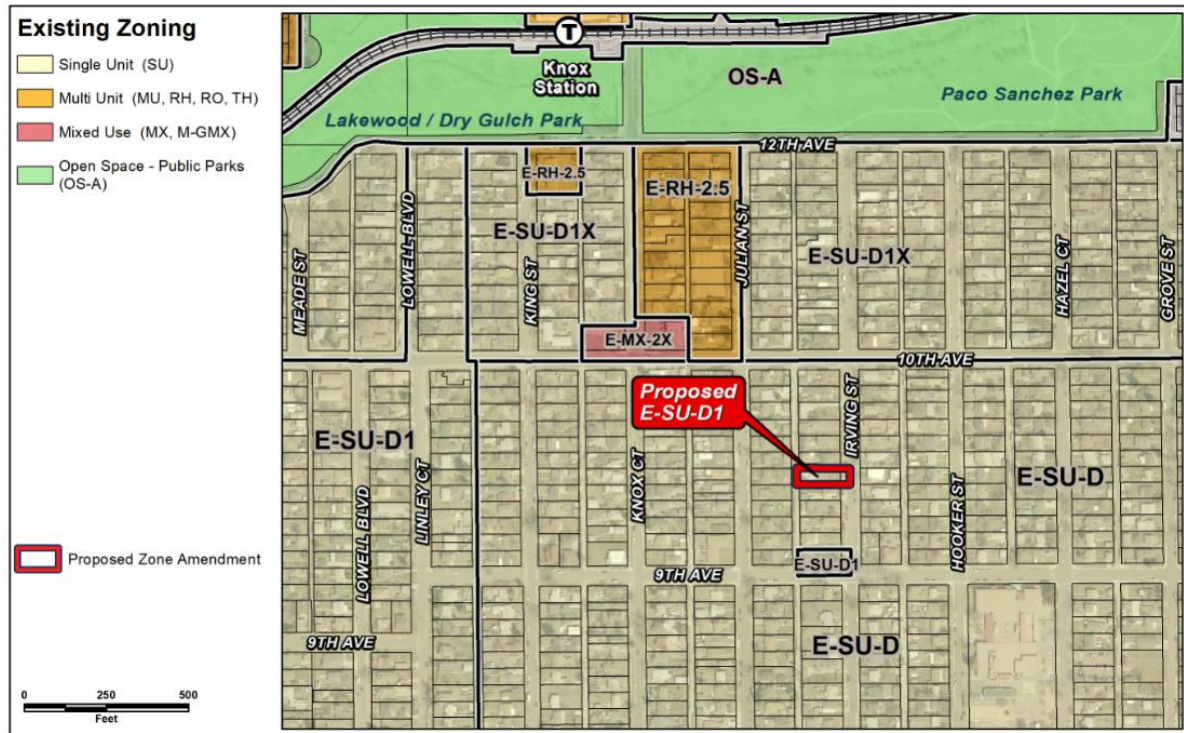 Existing Zoning
Single Unit (SU)
Multi Unit (MU, RH, RO, TH)
Mixed Use (MX, M-GMX)
Open Space - Public Parks
(OS-A)
Proposed Zone Amendment
0 250 500
Feet
T
Knox
Station
OS-A
Paco Sanchez Park
Lakewood / Dry Gulch Park
12TH AVE
E-RH-2.5
E-RH-2.5
E-SU-D1X
E-SU-D1X
MEADE ST
LOWELL BLVD
KING ST
JULIAN ST
HAZEL CT
GROVE ST
E-MX-2X
10TH AVE
Proposed
E-SU-D1
IRVING ST
E-SU-D1
E-SU-D
LOWELL BLVD
LINLEY CT
KNOX CT
HOOKER ST
E-SU-D1
9TH AVE
9TH AVE
E-SU-D